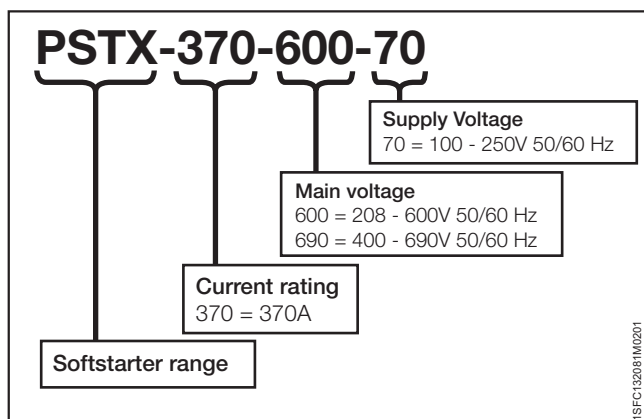 PSTX-370-600-70
Supply Voltage
70 = 100 - 250V 50/60 Hz
Main voltage
600 = 208 - 600V 50/60 Hz
690 = 400 - 690V 50/60 Hz
Current rating
370 = 370A
Softstarter range
1SFC132081M0201